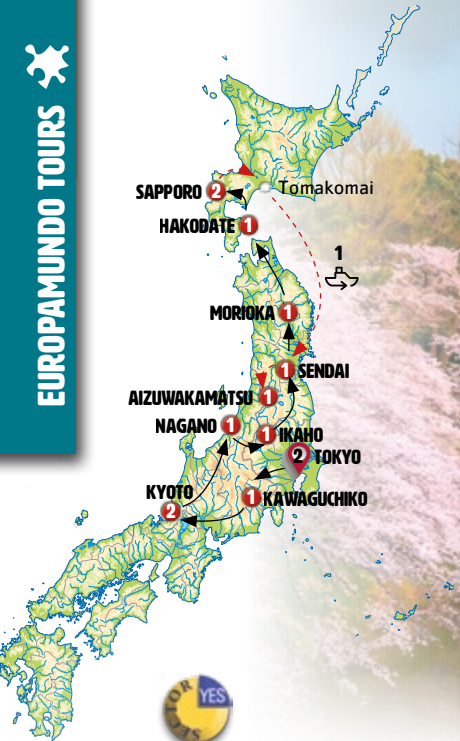 EUROPAMUNDO TOURS
SAPPORO 2
Tomakomai
HAKODATE 1
1
MORIOKA 1
1 SENDAI
AIZUWAKAMATSU 1
NAGANO 1
1 IKAHO
2 TOKYO
KYOTO
2
1 KAWAGUCHIKO
SECTOR
YES